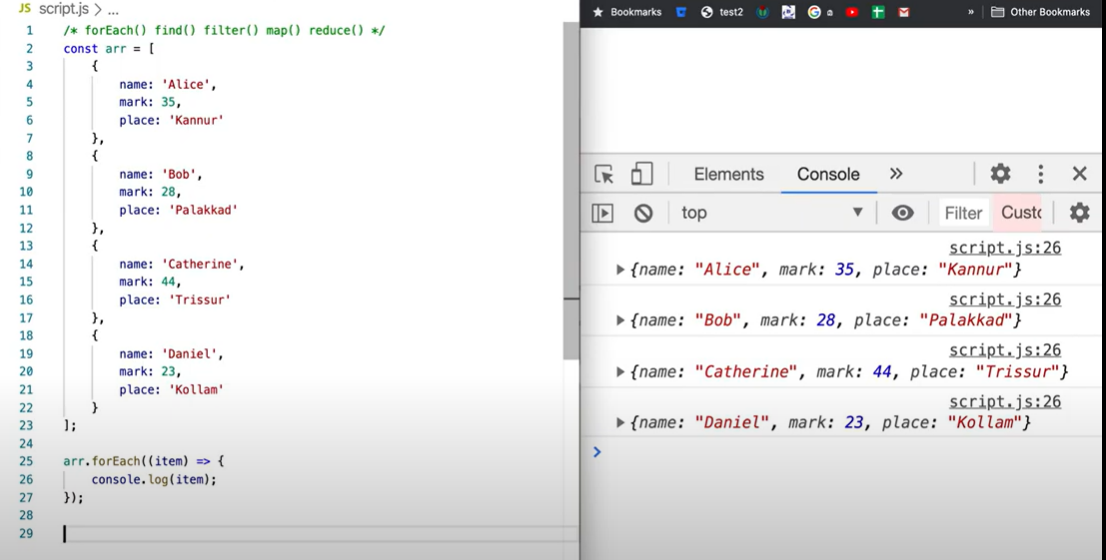 JS script.js > ...
1 /* forEach() find() filter() map() reduce() */
2 const arr = [
3 {
4 name: 'Alice',
5 mark: 35,
6 place: 'Kannur'
7 },
8 {
9 name: 'Bob',
10 mark: 28,
11 place: 'Palakkad'
12 },
13 {
14 name: 'Catherine',
15 mark: 44,
16 place: 'Trissur'
17 },
18 {
19 name: 'Daniel',
20 mark: 23,
21 place: 'Kollam'
22 }
23 ];
24
25 arr.forEach((item) => {
26 console.log(item);
27 });
28
29
Bookmarks test2 a » Other Bookmarks
Elements Console »
top Filter Custo
script.js:26
{name: "Alice", mark: 35, place: "Kannur"}
script.js:26
{name: "Bob", mark: 28, place: "Palakkad"}
script.js:26
{name: "Catherine", mark: 44, place: "Trissur"}
script.js:26
{name: "Daniel", mark: 23, place: "Kollam"}
>